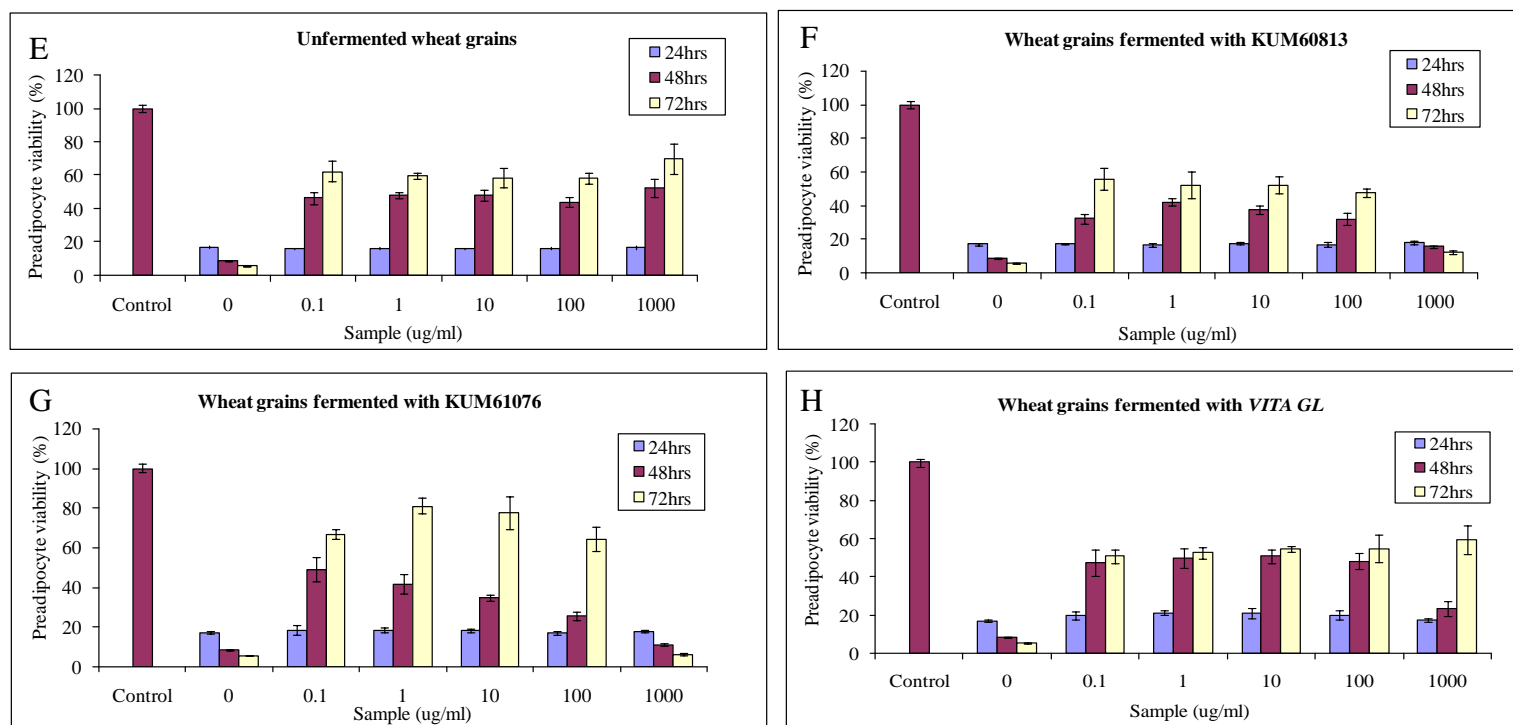 E
Unfermented wheat grains
24hrs
48hrs
72hrs
Preadipocyte viability (%)
120
100
80
60
40
20
0
Control 0 0.1 1 10 100 1000
Sample (ug/ml)
F
Wheat grains fermented with KUM60813
24hrs
48hrs
72hrs
Preadipocyte viability (%)
120
100
80
60
40
20
0
Control 0 0.1 1 10 100 1000
Sample (ug/ml)
G
Wheat grains fermented with KUM61076
24hrs
48hrs
72hrs
Preadipocyte viability (%)
120
100
80
60
40
20
0
Control 0 0.1 1 10 100 1000
Sample (ug/ml)
H
Wheat grains fermented with VITA GL
24hrs
48hrs
72hrs
Preadipocyte viability (%)
120
100
80
60
40
20
0
Control 0 0.1 1 10 100 1000
Sample (ug/ml)